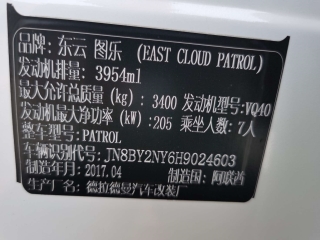 品牌: 东云 图乐 (EAST CLOUD PATROL)
发动机排量: 3954ml
最大允许总质量 (kg) : 3400 发动机型号:VQ40
发动机最大净功率 (kW) :205 乘坐人数:7人
整车型号:PATROL
车辆识别代号: JN8BY2NY6H9024603
制造年月:2017.04 制造国:阿联酋
生产厂名: 德拉德曼汽车改装厂